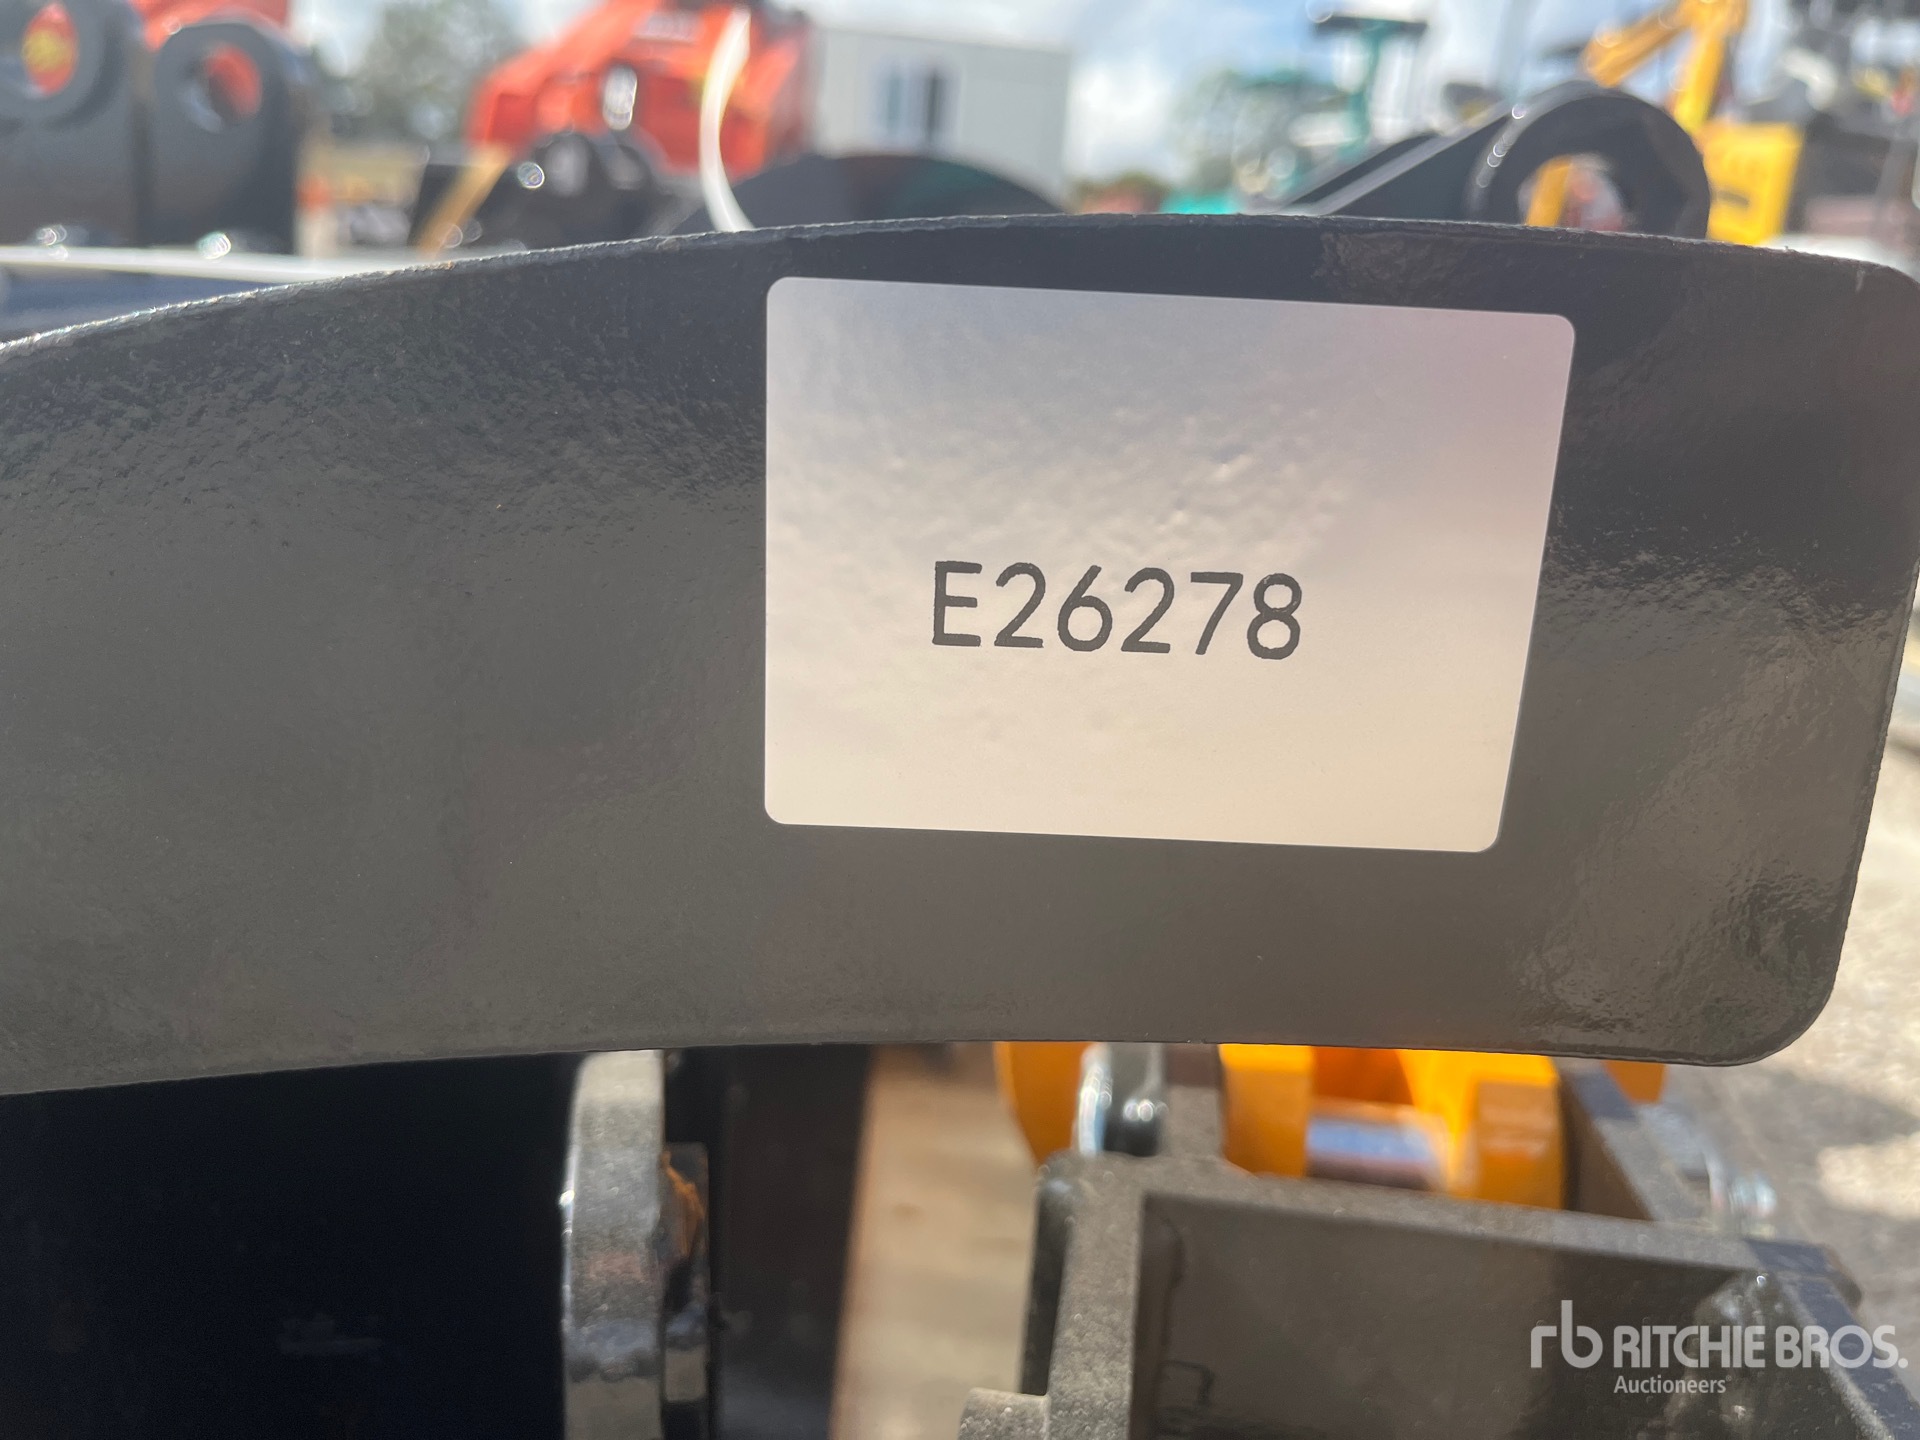 E26278
rb RITCHIE BROS.
Auctioneers